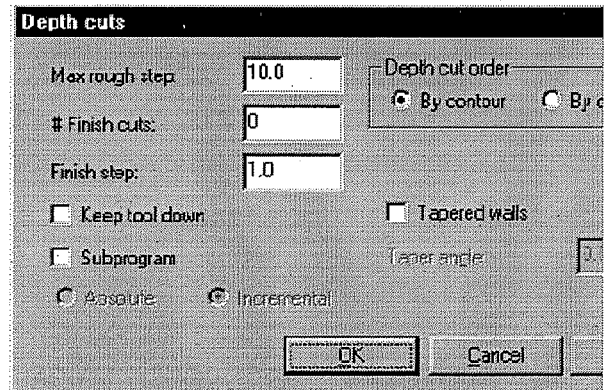 Depth cuts
Max rough step: 10.0
Depth cut order
By contour By
# Finish cuts: 0
Finish step: 1.0
Keep tool down
Tapered walls
Subprogram
Taper angle
Absolute Incremental
OK Cancel